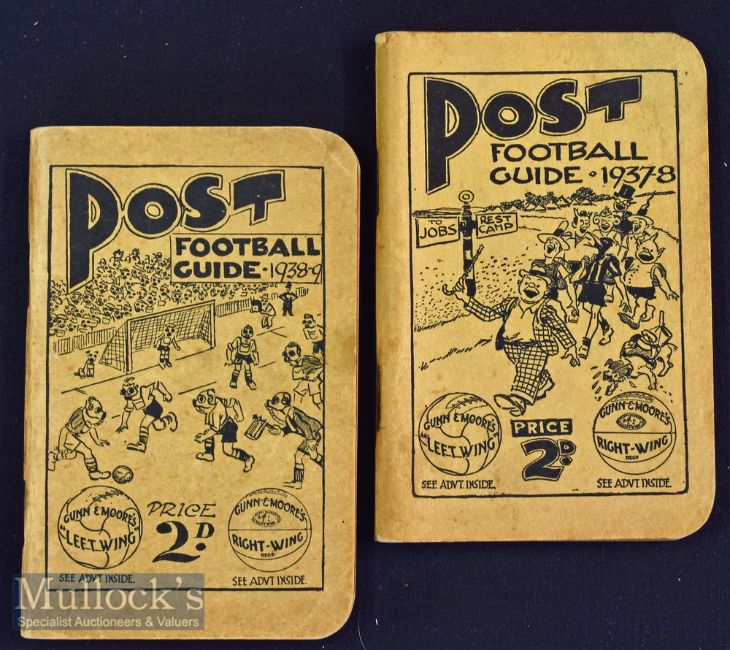 POST
FOOTBALL
GUIDE · 1938-9
"GUNN & MOORE'S
"LEFT WING"
SEE ADVT INSIDE.
PRICE
2D.
GUNN & MOORE'S
RIGHT-WING
REGD
SEE ADVT INSIDE.
POST
FOOTBALL
GUIDE · 1937-8
TO
JOBS
REST
CAMP
GUNN & MOORE'S
LEFT WING
SEE ADVT. INSIDE.
PRICE
2D.
GUNN & MOORE'S
RIGHT-WING
REGD
SEE ADVT. INSIDE.
Mullock's
Specialist Auctioneers & Valuers